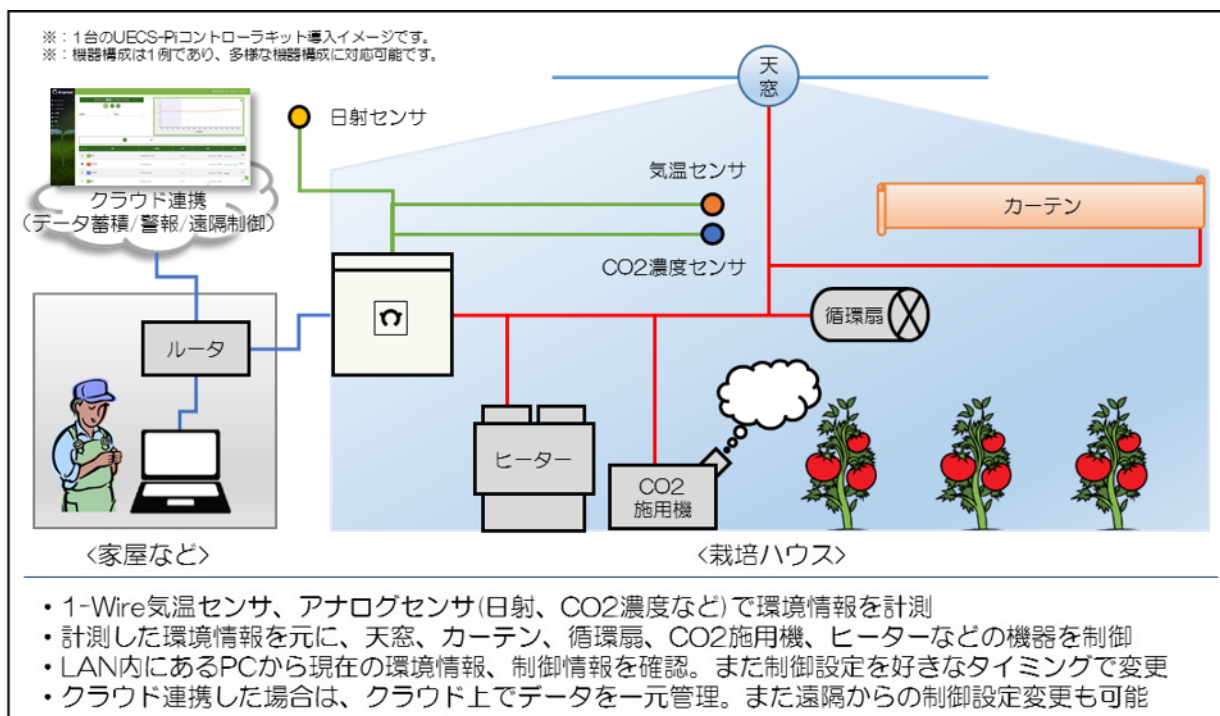 ※：1台のUECS-Piコントローラキット導入イメージです。
※：機器構成は1例であり、多様な機器構成に対応可能です。
天窓
日射センサ
気温センサ
カーテン
クラウド連携
（データ蓄積/警報/遠隔制御）
CO2濃度センサ
循環扇
ルータ
ヒーター
CO2
施用機
<家屋など>
<栽培ハウス>
・1-Wire気温センサ、アナログセンサ(日射、CO2濃度など)で環境情報を計測
・計測した環境情報を元に、天窓、カーテン、循環扇、CO2施用機、ヒーターなどの機器を制御
・LAN内にあるPCから現在の環境情報、制御情報を確認。また制御設定を好きなタイミングで変更
・クラウド連携した場合は、クラウド上でデータを一元管理。また遠隔からの制御設定変更も可能